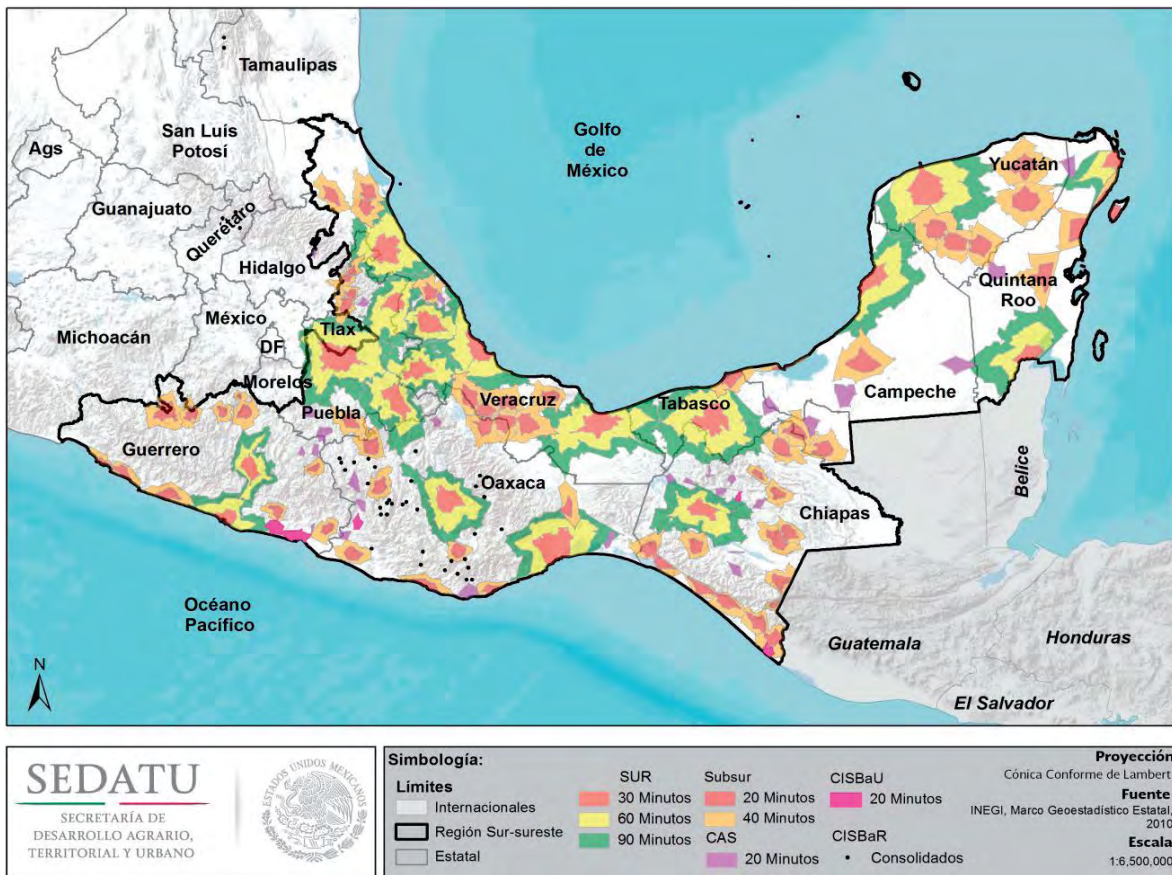 Tamaulipas
San Luís
Potosí
Ags
Guanajuato
Querétaro
Hidalgo
México
Michoacán
DF
Tlax
Morelos
Puebla
Guerrero
Veracruz
Oaxaca
Tabasco
Chiapas
Campeche
Yucatán
Quintana
Roo
Golfo
de
México
Océano
Pacífico
Belice
Guatemala
Honduras
El Salvador
N
SEDATU
SECRETARÍA DE
DESARROLLO AGRARIO,
TERRITORIAL Y URBANO
ESTADOS UNIDOS MEXICANOS
Simbología:
Límites
Internacionales
Región Sur-sureste
Estatal
SUR
30 Minutos
60 Minutos
90 Minutos
Subsur
20 Minutos
40 Minutos
CAS
20 Minutos
CISBaU
20 Minutos
CISBaR
Consolidados
Proyección
Cónica Conforme de Lambert
Fuente
INEGI, Marco Geoestadístico Estatal,
2010
Escala
1:6,500,000